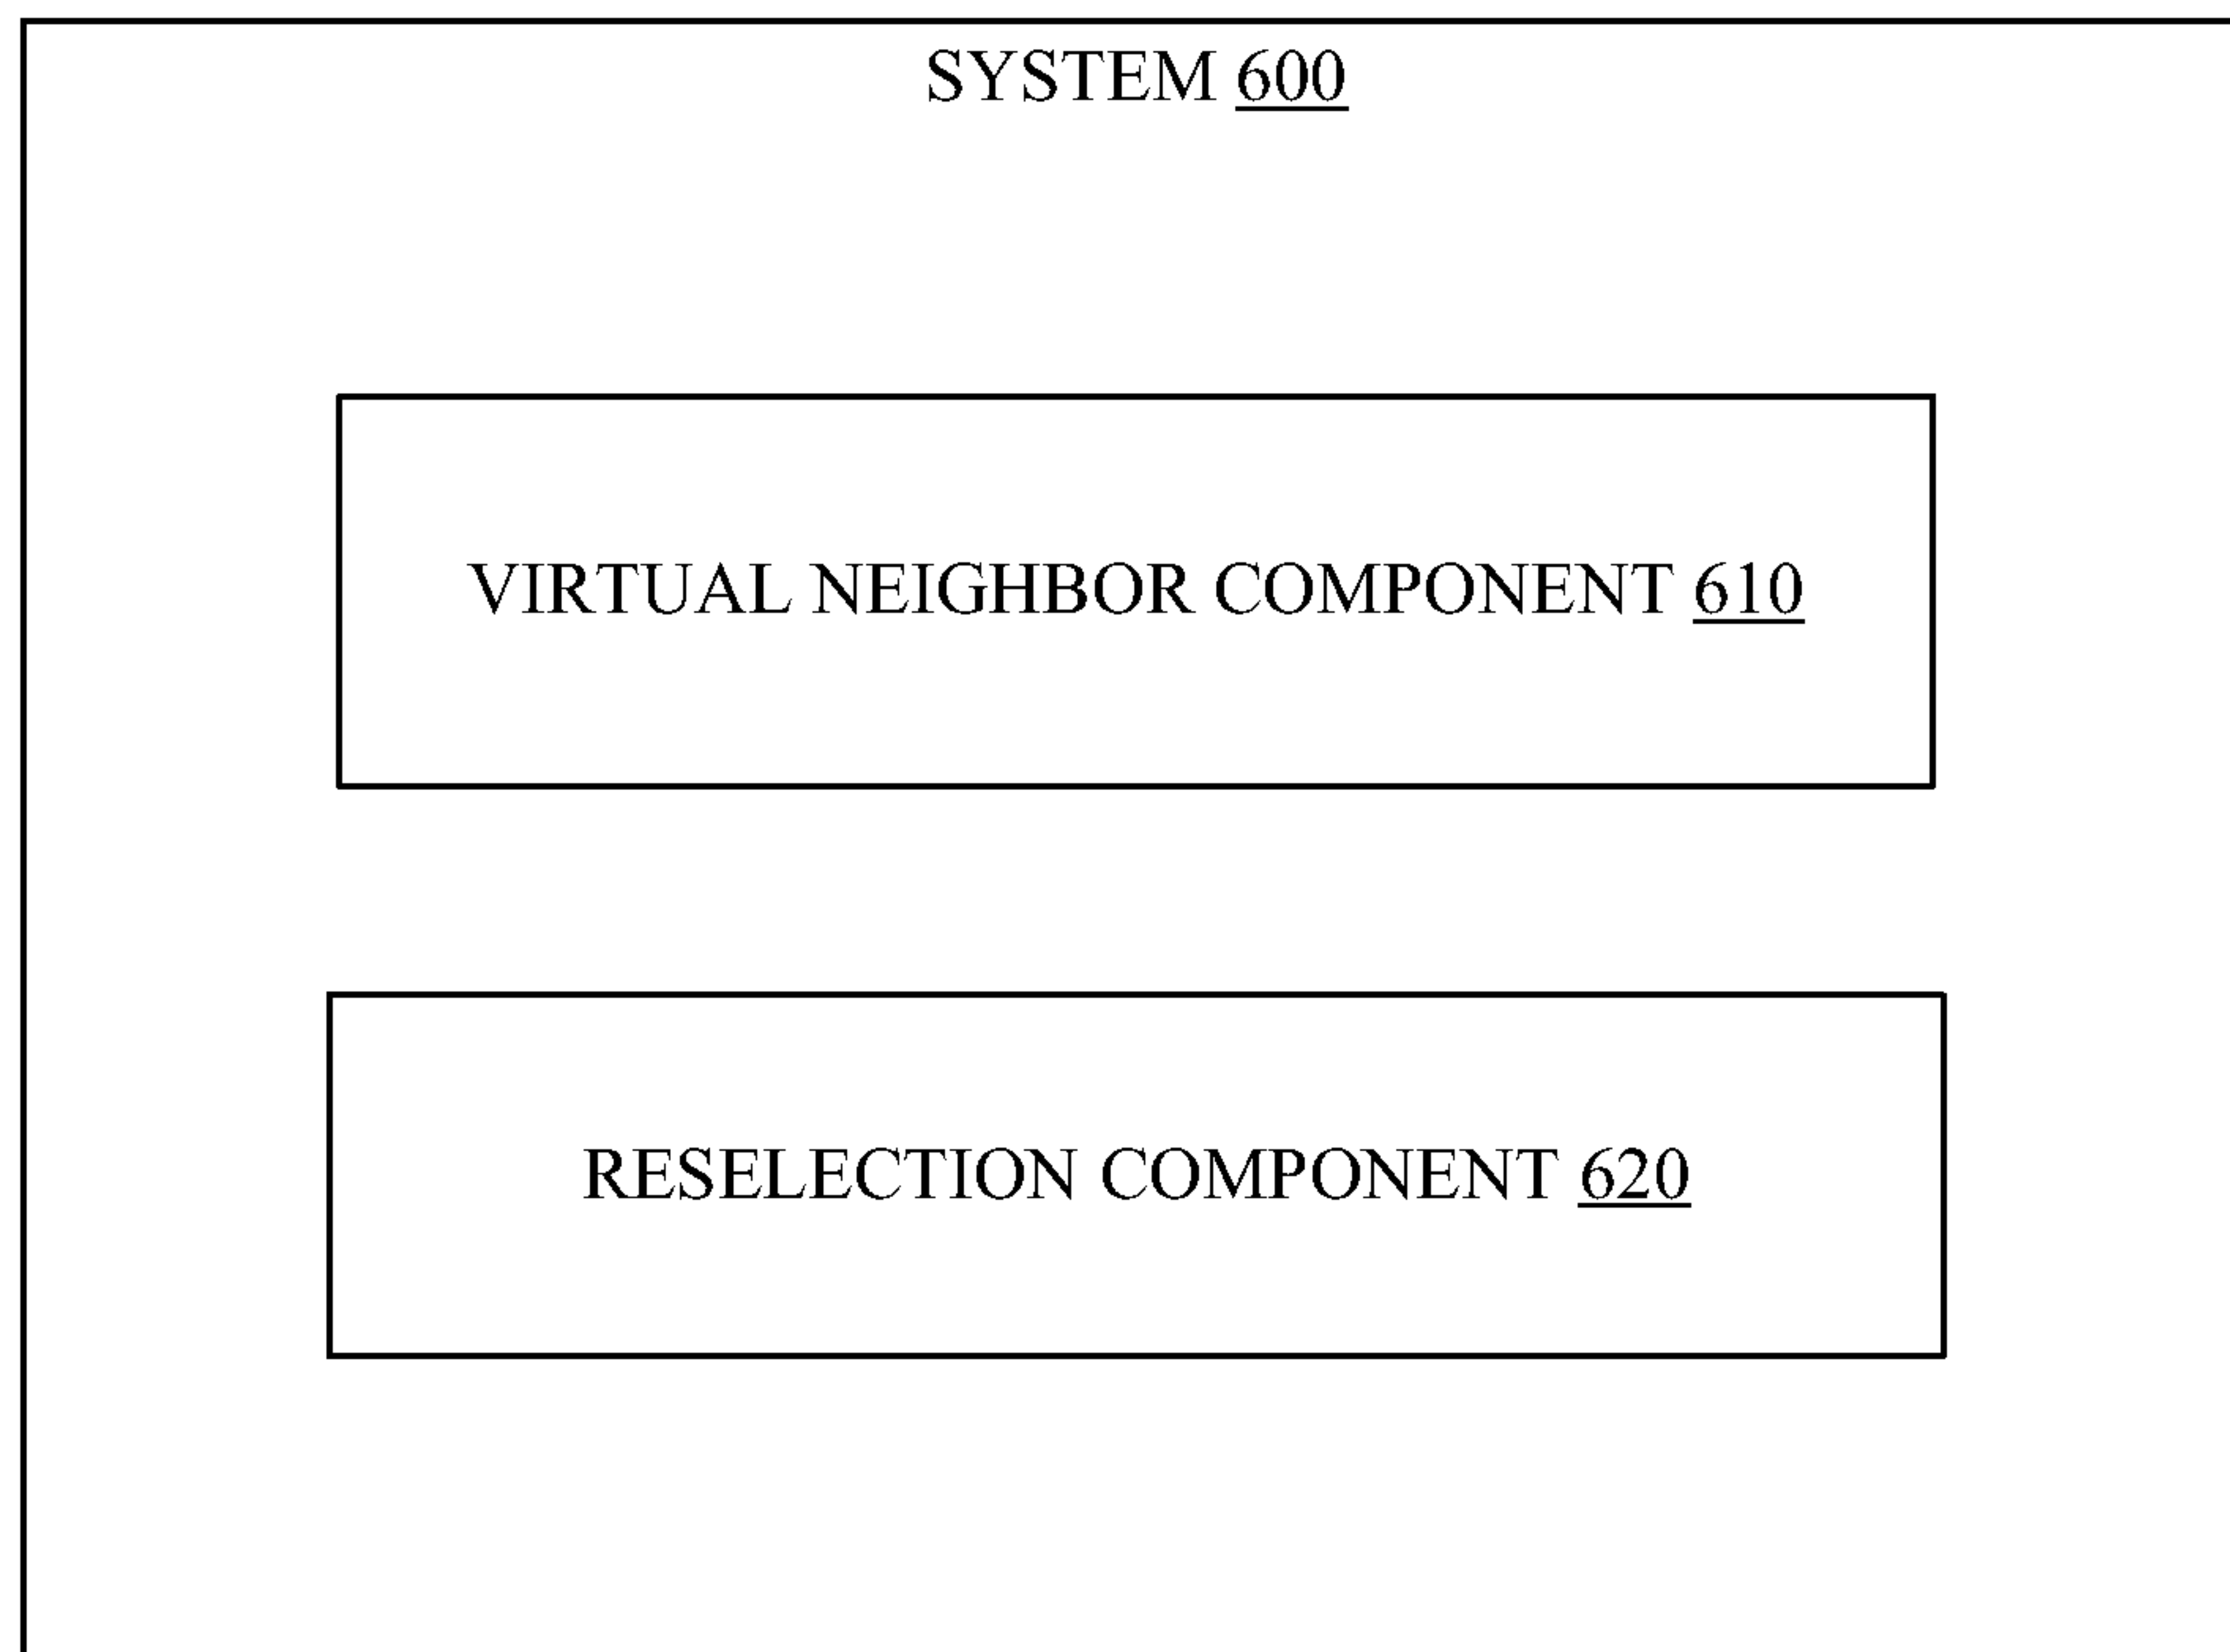 SYSTEM 600
VIRTUAL NEIGHBOR COMPONENT 610
RESELECTION COMPONENT 620